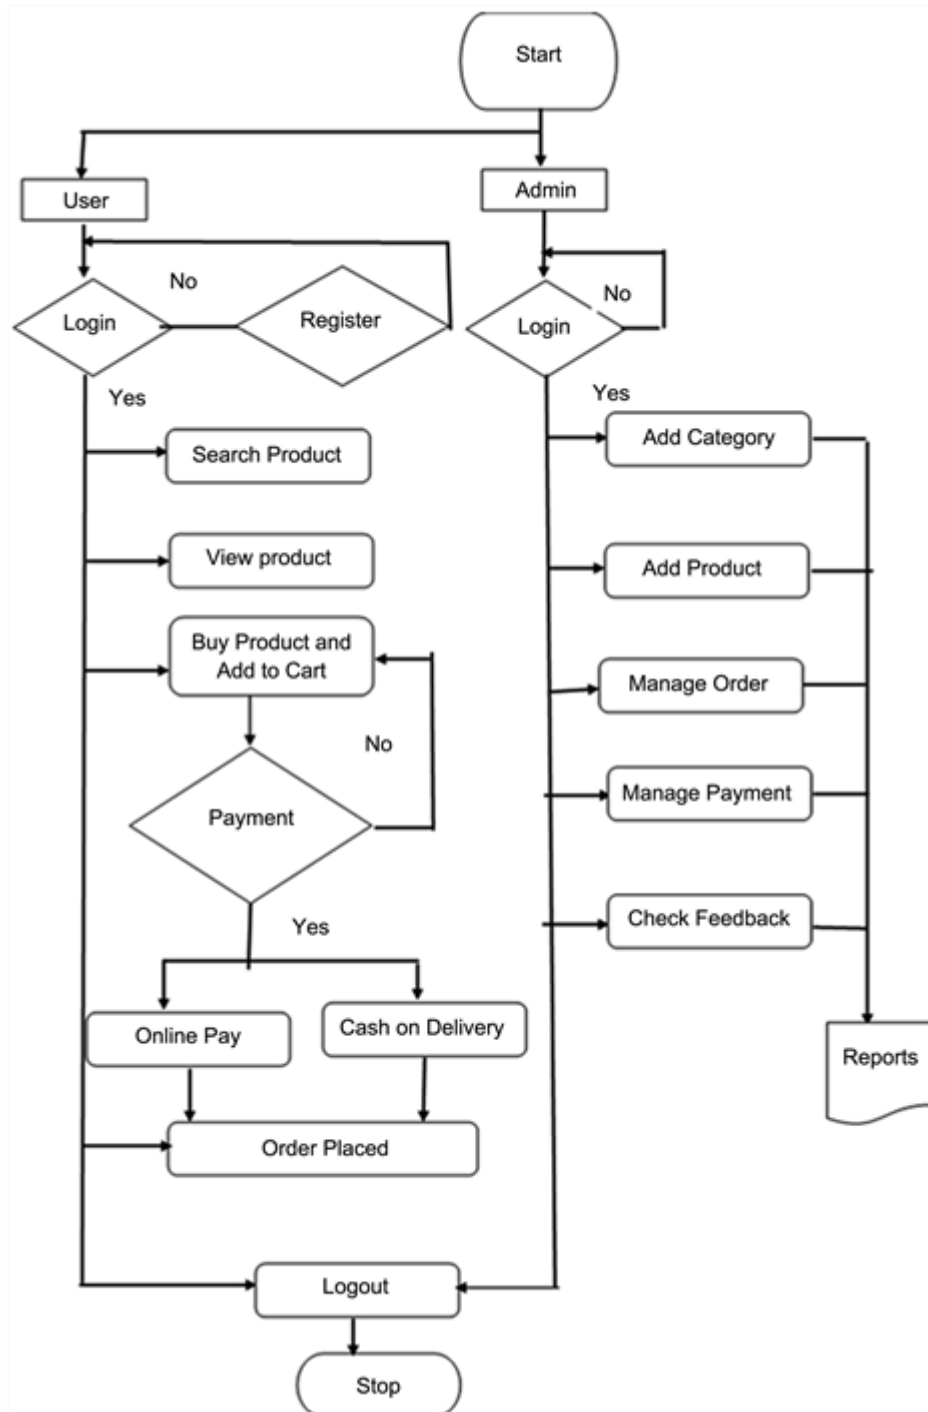 Start
User
Admin
No
Login
Register
No
Login
Yes
Yes
Search Product
Add Category
View product
Add Product
Buy Product and
Add to Cart
Manage Order
No
Payment
Manage Payment
Yes
Check Feedback
Online Pay
Cash on Delivery
Reports
Order Placed
Logout
Stop